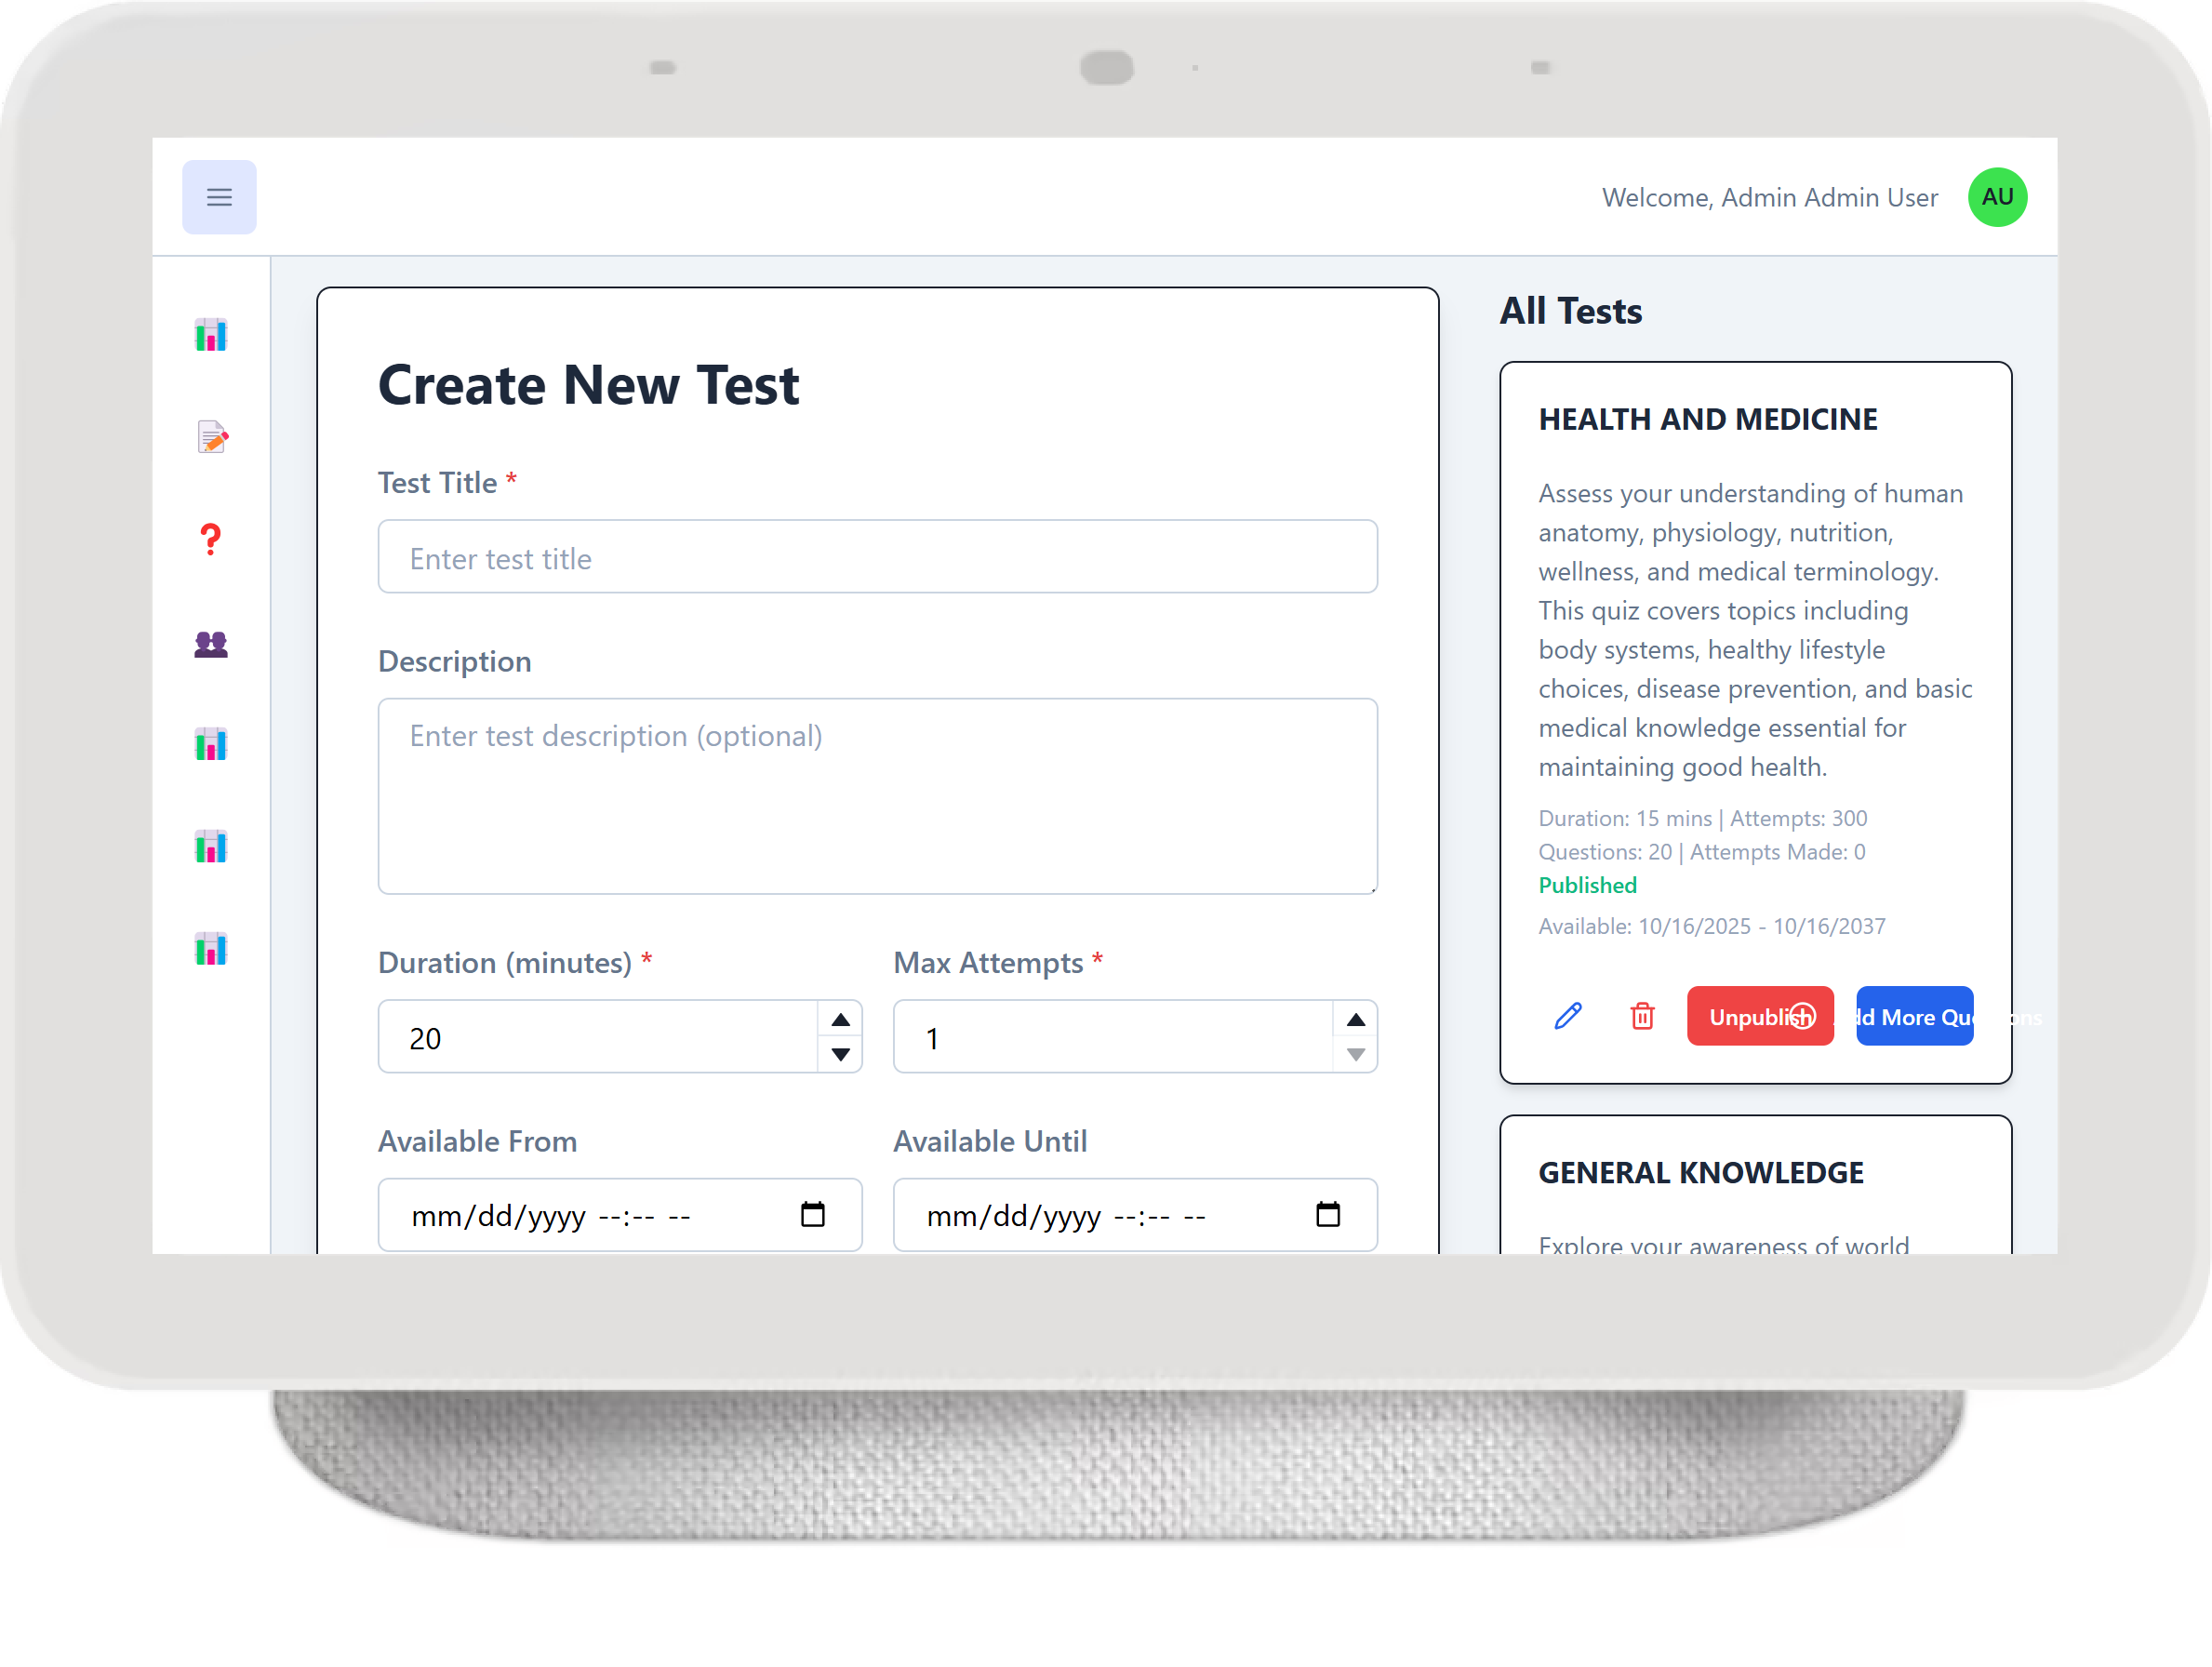 Welcome, Admin Admin User
AU
Create New Test
Test Title *
Enter test title
Description
Enter test description (optional)
Duration (minutes) *
Max Attempts *
20
1
Available From
Available Until
mm/dd/yyyy --:-- --
mm/dd/yyyy --:-- --
All Tests
HEALTH AND MEDICINE
Assess your understanding of human
anatomy, physiology, nutrition,
wellness, and medical terminology.
This quiz covers topics including
body systems, healthy lifestyle
choices, disease prevention, and basic
medical knowledge essential for
maintaining good health.
Duration: 15 mins | Attempts: 300
Questions: 20 | Attempts Made: 0
Published
Available: 10/16/2025 - 10/16/2037
Unpublish
Add More Questions
GENERAL KNOWLEDGE
Explore your awareness of world